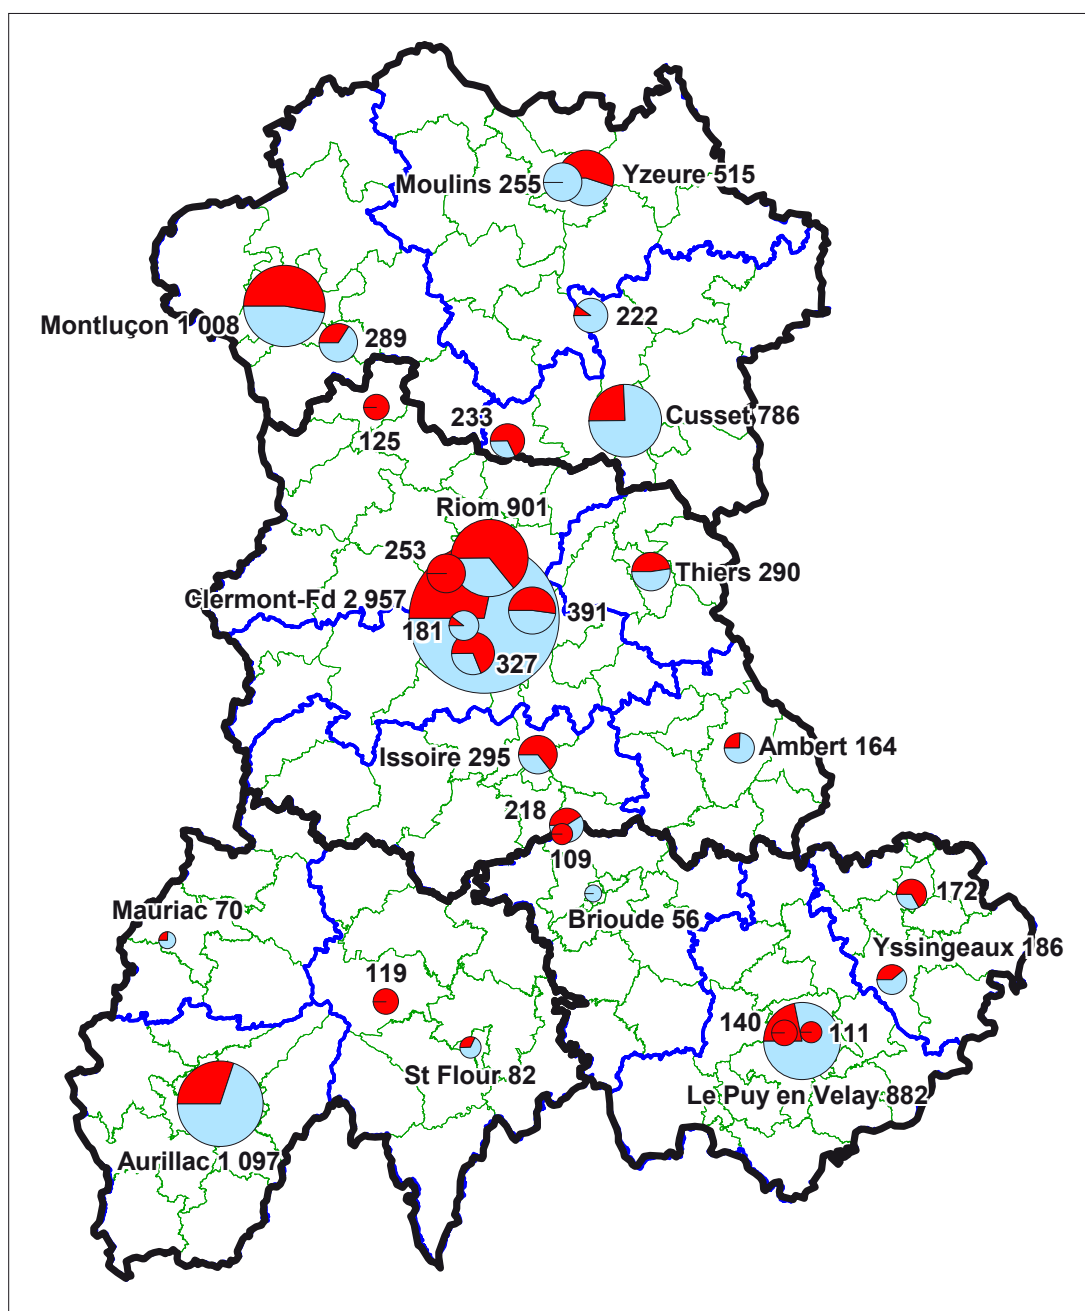 Yzeure 515
Moulins 255
222
Montluçon 1 008
289
Cusset 786
233
125
Riom 901
253
Thiers 290
Clermont-Fd 2 957
391
181
327
Issoire 295
Ambert 164
218
109
Mauriac 70
Brioude 56
172
Yssingeaux 186
119
140
111
St Flour 82
Le Puy en Velay 882
Aurillac 1 097